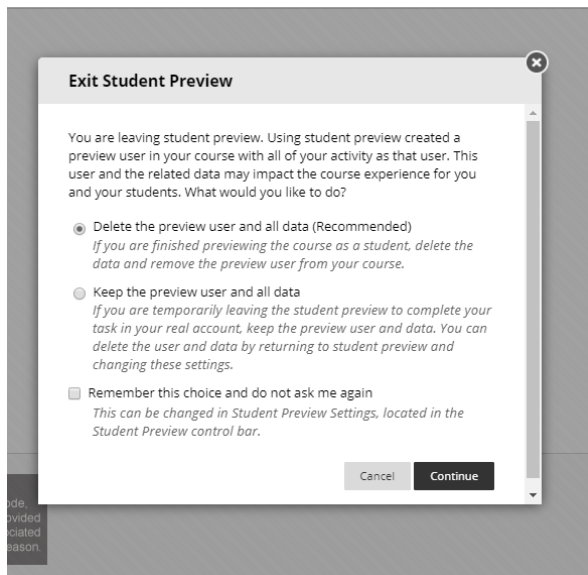 Exit Student Preview
You are leaving student preview. Using student preview created a
preview user in your course with all of your activity as that user. This
user and the related data may impact the course experience for you
and your students. What would you like to do?
Delete the preview user and all data (Recommended)
If you are finished previewing the course as a student, delete the
data and remove the preview user from your course.
Keep the preview user and all data
If you are temporarily leaving the student preview to complete your
task in your real account, keep the preview user and data. You can
delete the user and data by returning to student preview and
changing these settings.
Remember this choice and do not ask me again
This can be changed in Student Preview Settings, located in the
Student Preview control bar.
Cancel Continue